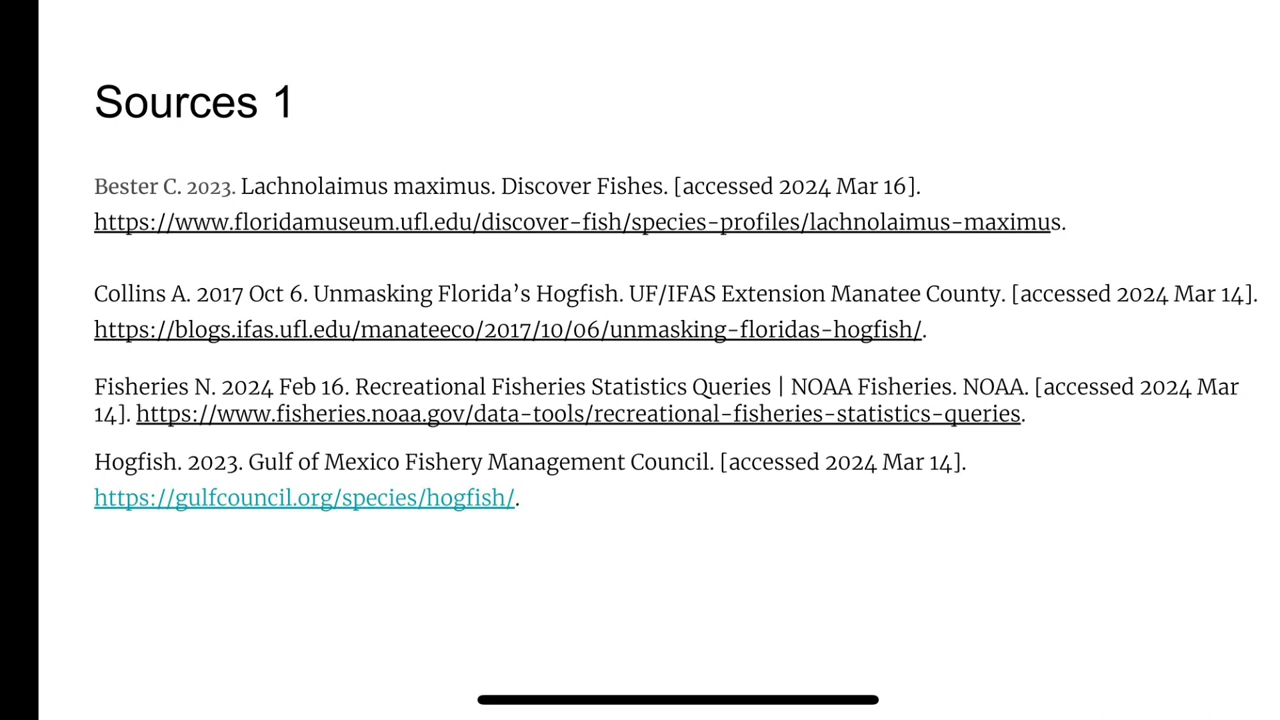 Sources 1
Bester C. 2023. Lachnolaimus maximus. Discover Fishes. [accessed 2024 Mar 16].
https://www.floridamuseum.ufl.edu/discover-fish/species-profiles/lachnolaimus-maximus.
Collins A. 2017 Oct 6. Unmasking Florida’s Hogfish. UF/IFAS Extension Manatee County. [accessed 2024 Mar 14].
https://blogs.ifas.ufl.edu/manateeco/2017/10/06/unmasking-floridas-hogfish/.
Fisheries N. 2024 Feb 16. Recreational Fisheries Statistics Queries | NOAA Fisheries. NOAA. [accessed 2024 Mar
14]. https://www.fisheries.noaa.gov/data-tools/recreational-fisheries-statistics-queries.
Hogfish. 2023. Gulf of Mexico Fishery Management Council. [accessed 2024 Mar 14].
https://gulfcouncil.org/species/hogfish/.